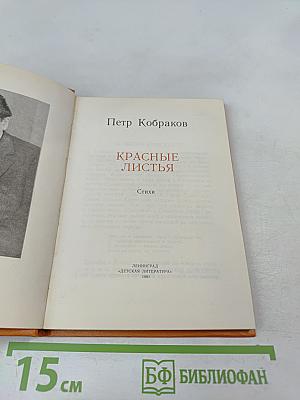 Петр Кобраков
КРАСНЫЕ
ЛИСТЬЯ
Стихи
ЛЕНИНГРАД
«ДЕТСКАЯ ЛИТЕРАТУРА»
15 см
БФ БИБЛИОФАН